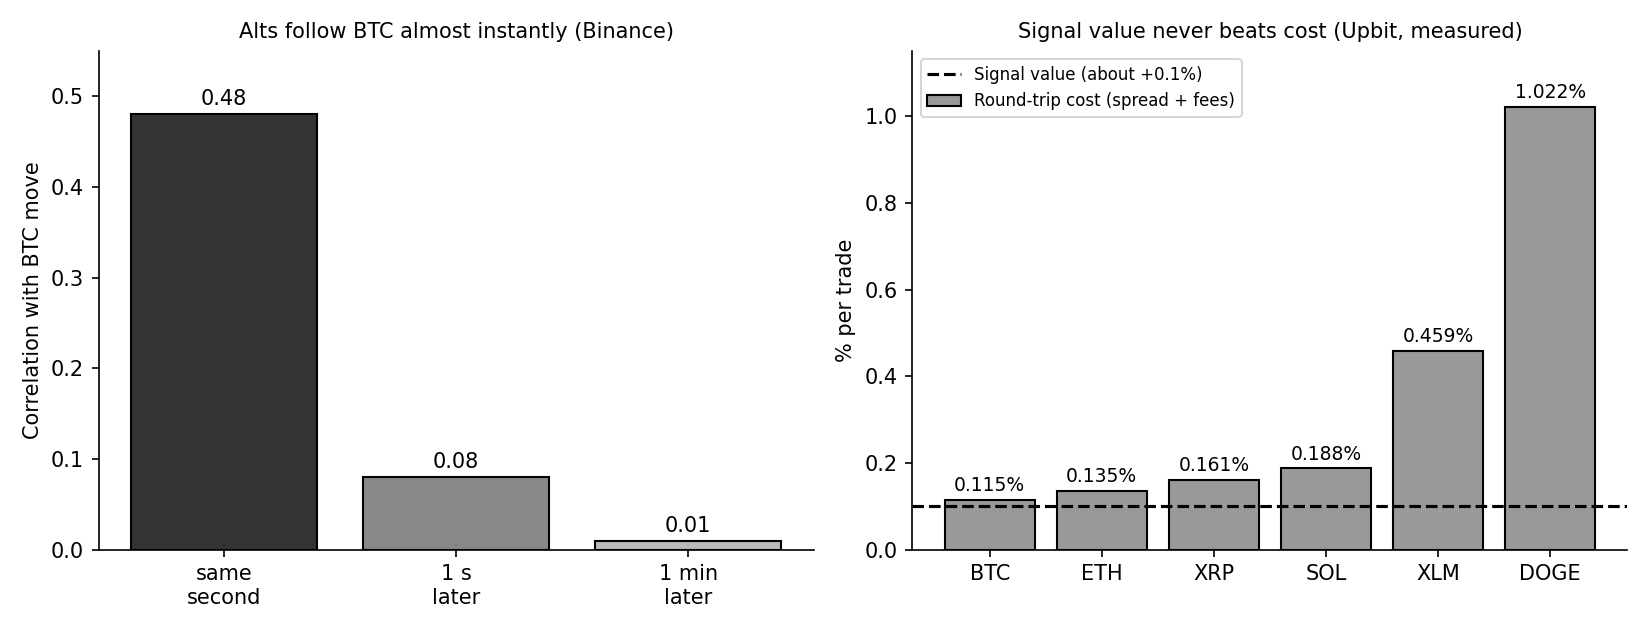 Alts follow BTC almost instantly (Binance)
Correlation with BTC move
0.5
0.4
0.3
0.2
0.1
0.0
0.48
0.08
0.01
same
second
1 s
later
1 min
later
Signal value never beats cost (Upbit, measured)
Signal value (about +0.1%)
Round-trip cost (spread + fees)
% per trade
1.0
0.8
0.6
0.4
0.2
0.0
0.115%
0.135%
0.161%
0.188%
0.459%
1.022%
BTC
ETH
XRP
SOL
XLM
DOGE